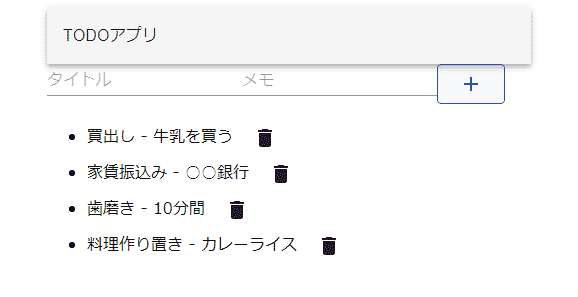 TODOアプリ
タイトル メモ
買出し - 牛乳を買う
家賃振込み - ○○銀行
歯磨き - 10分間
料理作り置き - カレーライス